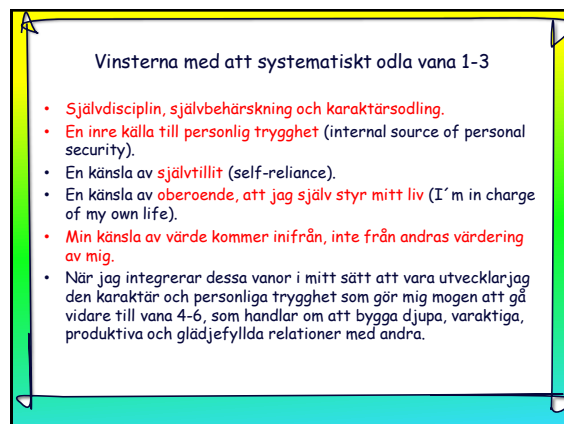 Vinsterna med att systematiskt odla vana 1-3
• Självdisciplin, självbehärskning och karaktärsodling.
• En inre källa till personlig trygghet (internal source of personal
security).
• En känsla av självtillit (self-reliance).
• En känsla av oberoende, att jag själv styr mitt liv (I´m in charge
of my own life).
• Min känsla av värde kommer inifrån, inte från andras värdering
av mig.
• När jag integrerar dessa vanor i mitt sätt att vara utvecklarjag
den karaktär och personliga trygghet som gör mig mogen att gå
vidare till vana 4-6, som handlar om att bygga djupa, varaktiga,
produktiva och glädjefyllda relationer med andra.